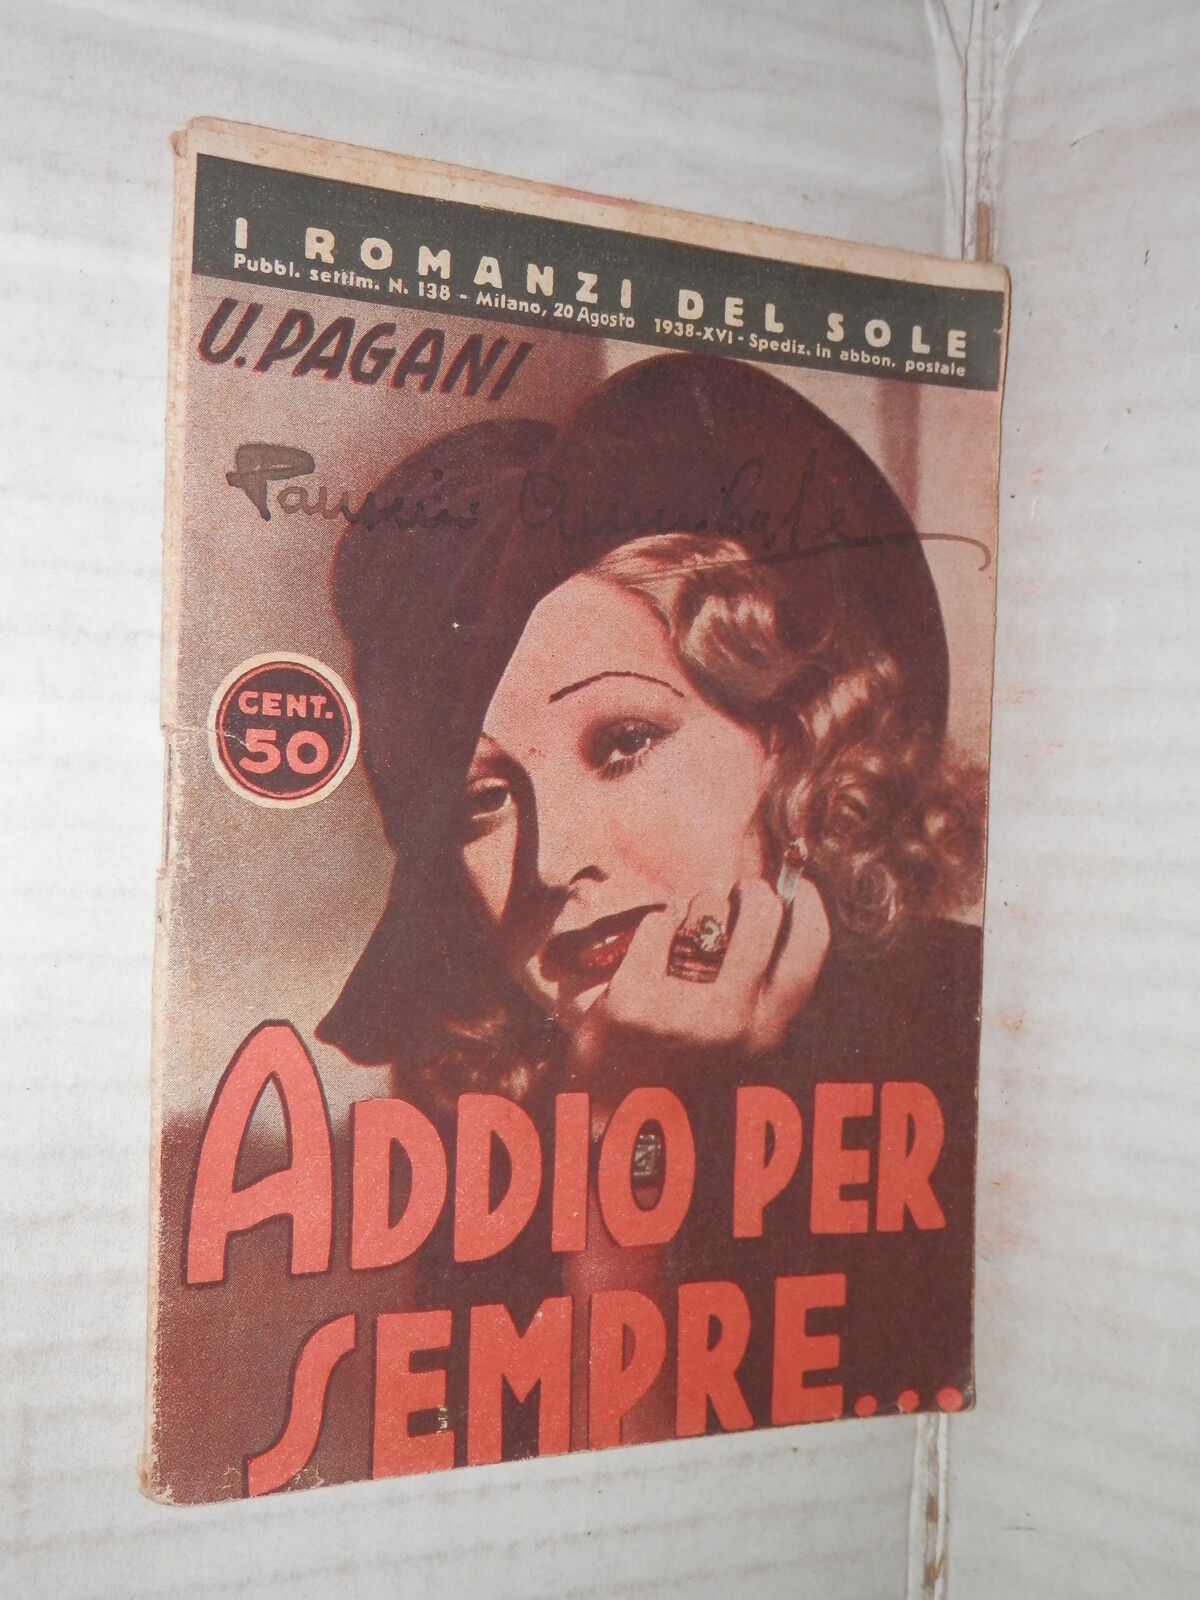 I ROMANZI DEL SOLE
Pubbl. settim. N. 138 - Milano, 20 Agosto 1938-XVI - Spediz. in abbon. postale
U. PAGANI
Annibale
CENT.
50
ADDIO PER
SEMPRE...